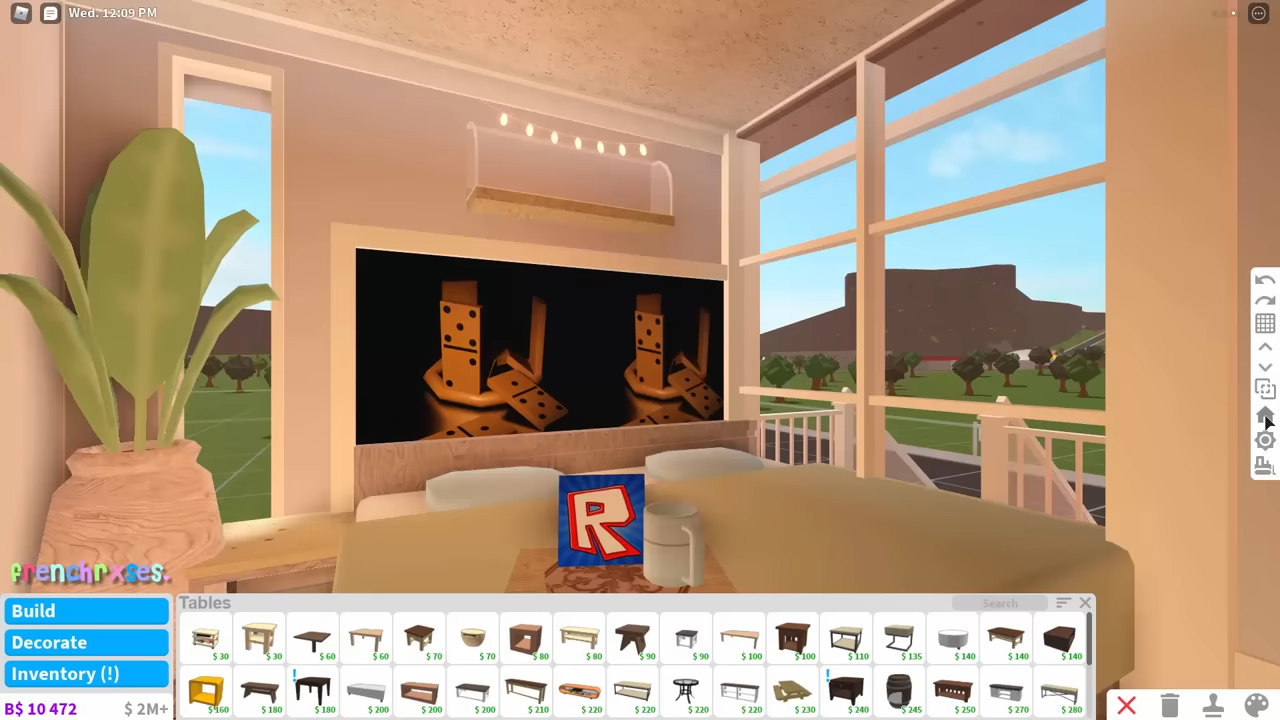 Wed. 12:09 PM
R
frenchrxses.
Build
Decorate
Inventory (!)
B$ 10 472
$ 2M+
Tables
Search
$ 30
$ 30
$ 60
$ 60
$ 70
$ 70
$ 80
$ 80
$ 90
$ 90
$ 100
$ 100
$ 110
$ 135
$ 140
$ 140
$ 140
$ 160
$ 180
! $ 180
$ 200
$ 200
$ 200
$ 210
$ 220
$ 220
$ 220
$ 220
$ 230
! $ 240
$ 245
$ 250
$ 270
$ 280